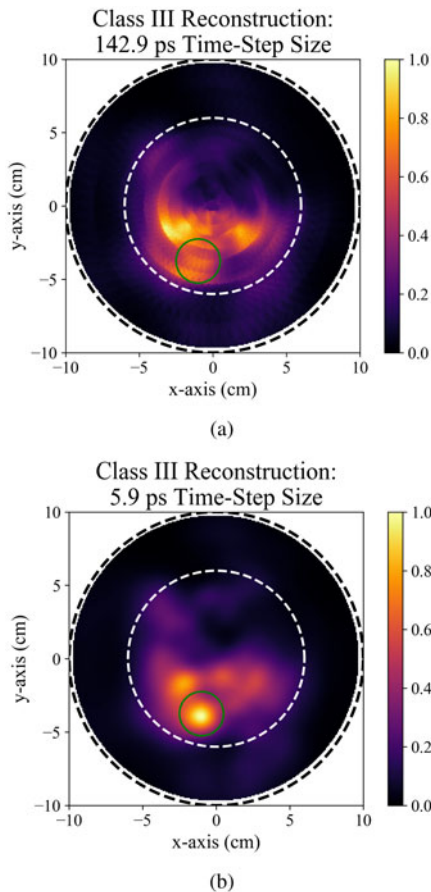 Class III Reconstruction:
142.9 ps Time-Step Size
10
5
0
−5
−10
y-axis (cm)
−10 −5 0 5 10
x-axis (cm)
1.0
0.8
0.6
0.4
0.2
0.0
(a)
Class III Reconstruction:
5.9 ps Time-Step Size
10
5
0
−5
−10
y-axis (cm)
−10 −5 0 5 10
x-axis (cm)
1.0
0.8
0.6
0.4
0.2
0.0
(b)